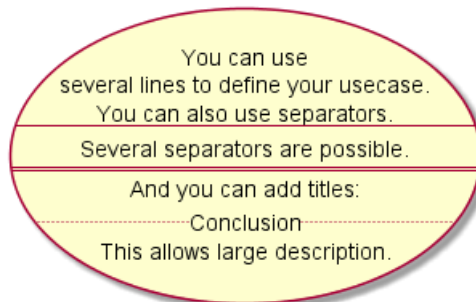 You can use
several lines to define your usecase.
You can also use separators.
Several separators are possible.
And you can add titles:
Conclusion
This allows large description.